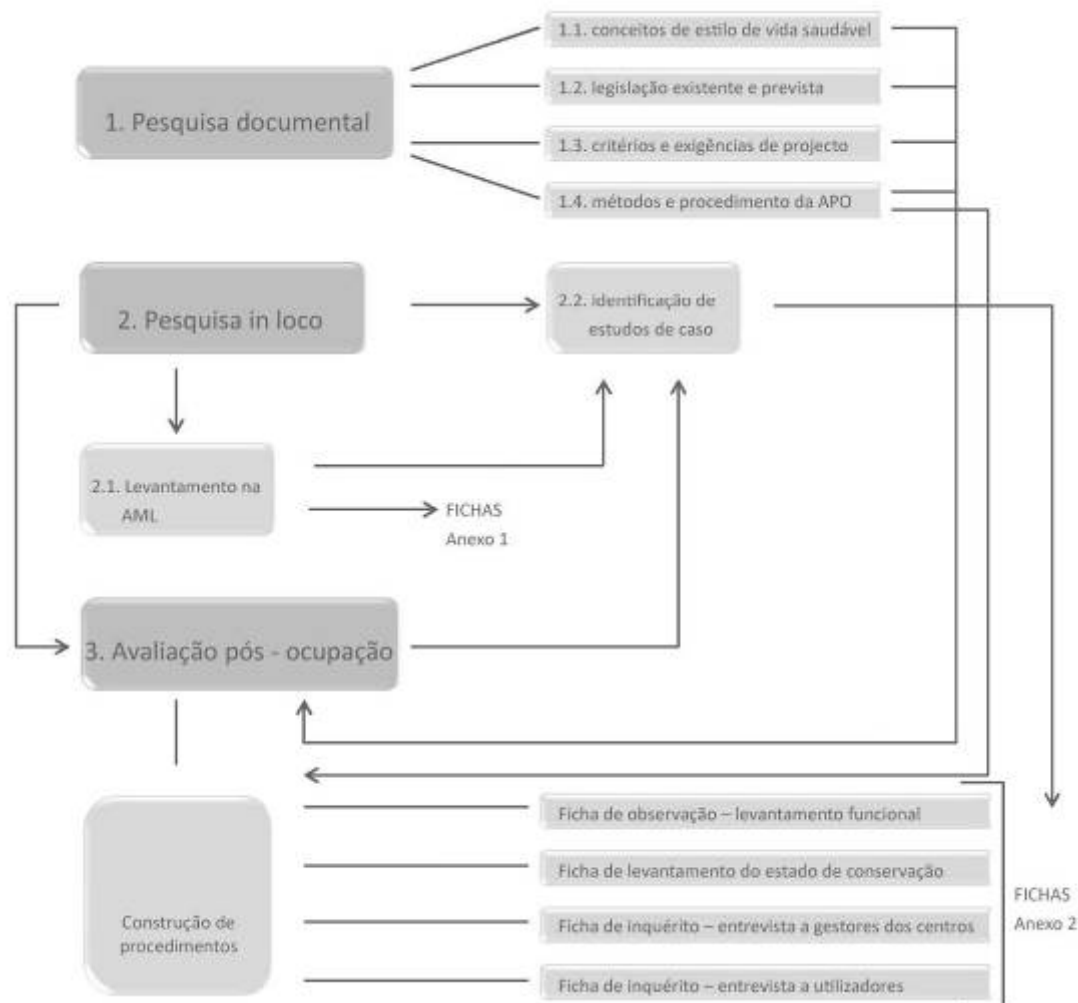 1.1. conceitos de estilo de vida saudável
1. Pesquisa documental
1.2. legislação existente e prevista
1.3. critérios e exigências de projecto
1.4. métodos e procedimento da APO
2. Pesquisa in loco
2.2. identificação de
estudos de caso
2.1. Levantamento na
AML
FICHAS
Anexo 1
3. Avaliação pós - ocupação
Construção de
procedimentos
Ficha de observação – levantamento funcional
Ficha de levantamento do estado de conservação
Ficha de inquérito – entrevista a gestores dos centros
Ficha de inquérito – entrevista a utilizadores
FICHAS
Anexo 2